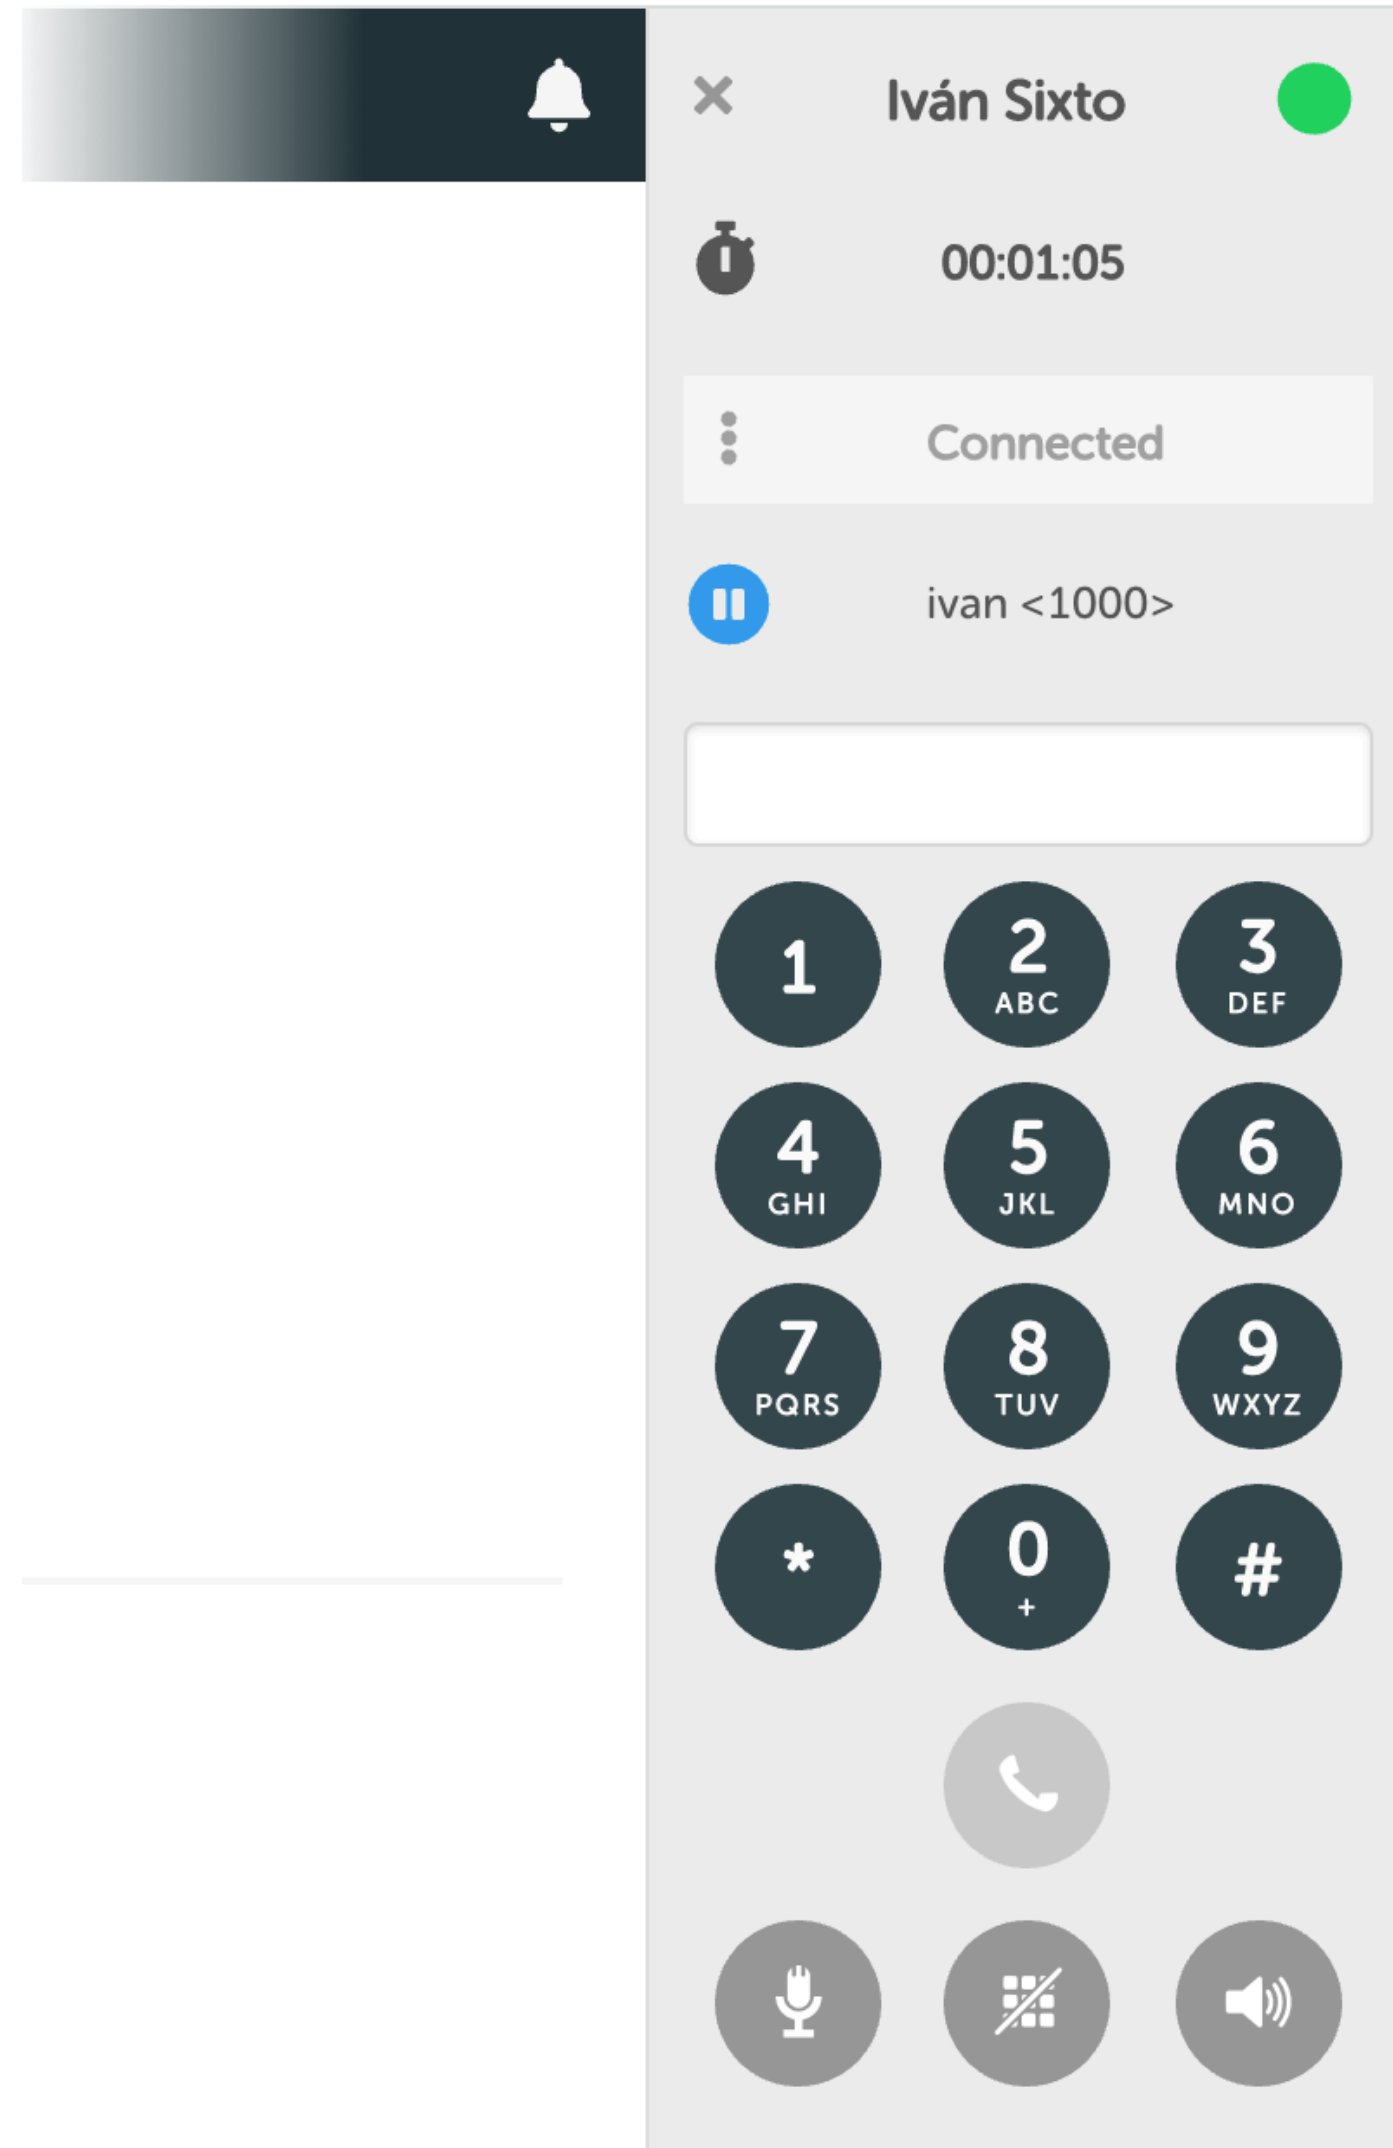 Iván Sixto
00:01:05
Connected
ivan <1000>
1 2 3
ABC DEF
4 5 6
GHI JKL MNO
7 8 9
PQRS TUV WXYZ
* 0 #
+